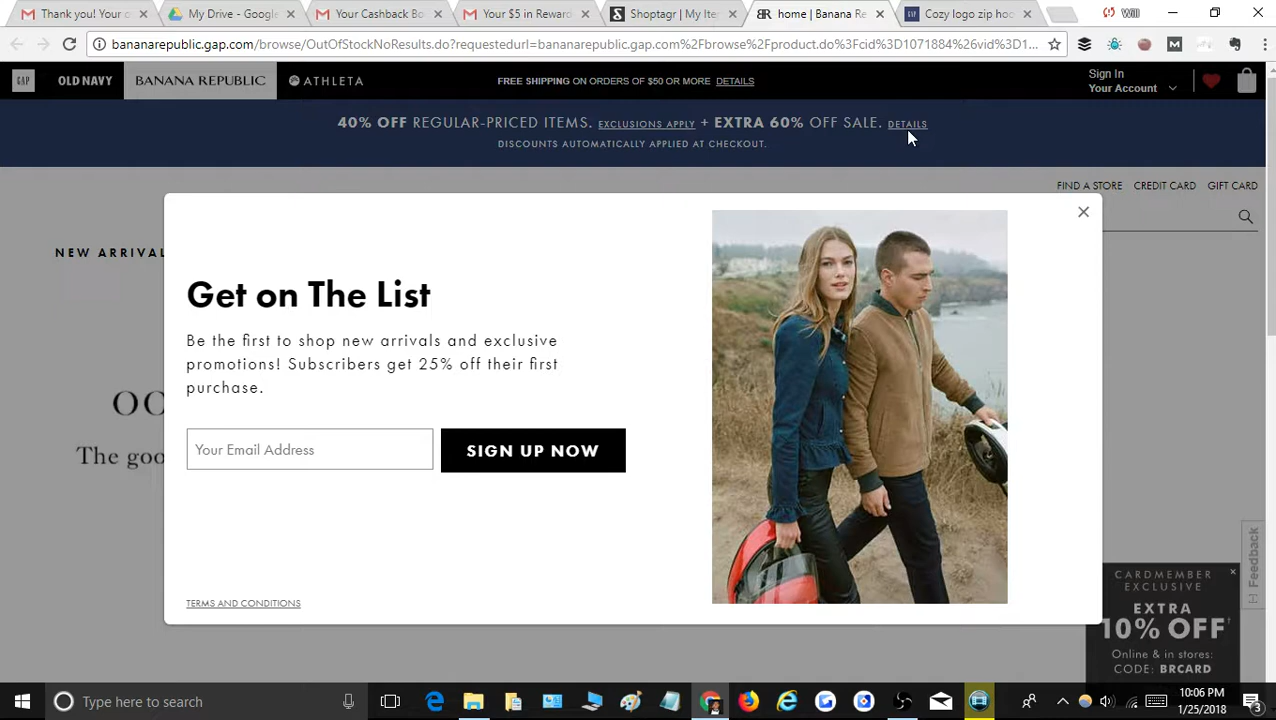 Thank you! Your o
My Drive - Google
Your Cashback Bo
Your $5 in Reward
Shoptagr | My Ite
home | Banana Re
Cozy logo zip hoo
Will
bananarepublic.gap.com/browse/OutOfStockNoResults.do?requestedurl=bananarepublic.gap.com%2Fbrowse%2Fproduct.do%3Fcid%3D1071884%26vid%3D1...
GAP
OLD NAVY
BANANA REPUBLIC
ATHLETA
FREE SHIPPING ON ORDERS OF $50 OR MORE DETAILS
Sign In
Your Account
40% OFF REGULAR-PRICED ITEMS. EXCLUSIONS APPLY + EXTRA 60% OFF SALE. DETAILS
DISCOUNTS AUTOMATICALLY APPLIED AT CHECKOUT.
FIND A STORE CREDIT CARD GIFT CARD
NEW ARRIVAL
Get on The List
Be the first to shop new arrivals and exclusive
promotions! Subscribers get 25% off their first
purchase.
OO
The goo
Your Email Address
SIGN UP NOW
TERMS AND CONDITIONS
Feedback
CARDMEMBER
EXCLUSIVE
EXTRA
10% OFF†
Online & in stores:
CODE: BRCARD
Type here to search
10:06 PM
1/25/2018
3